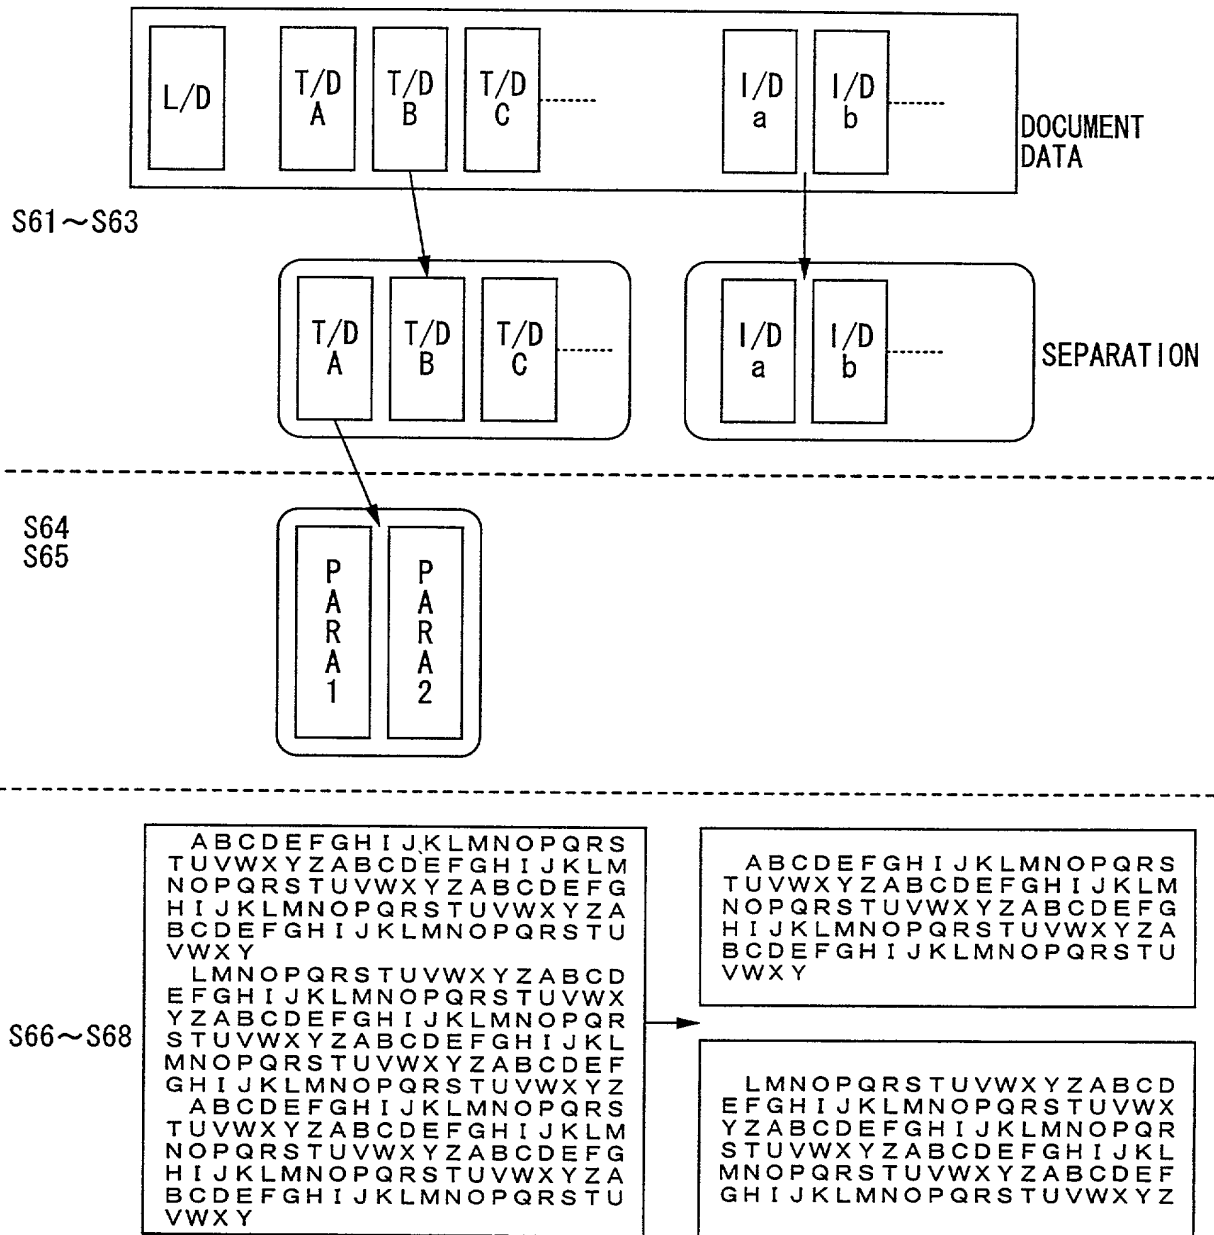 L/D T/D T/D T/D I/D I/D
A B C a b
DOCUMENT
DATA
S61~S63
T/D T/D T/D I/D I/D
A B C a b
SEPARATION
S64
S65
PARA1 PARA2
ABCDEFGHIJKLMNOPQRS
TUVWXYZABCDEFGHIJKLM
NOPQRSTUVWXYZABCDEFG
HIJKLMNOPQRSTUVWXYZA
BCDEFGHIJKLMNOPQRSTU
VWXY
LMNOPQRSTUVWXYZABCD
EFGHIJKLMNOPQRSTUVWX
YZABCDEFGHIJKLMNOPQR
STUVWXYZABCDEFGHIJKL
MNOPQRSTUVWXYZABCDEF
GHIJKLMNOPQRSTUVWXYZ
ABCDEFGHIJKLMNOPQRS
TUVWXYZABCDEFGHIJKLM
NOPQRSTUVWXYZABCDEFG
HIJKLMNOPQRSTUVWXYZA
BCDEFGHIJKLMNOPQRSTU
VWXY
S66~S68
ABCDEFGHIJKLMNOPQRS
TUVWXYZABCDEFGHIJKLM
NOPQRSTUVWXYZABCDEFG
HIJKLMNOPQRSTUVWXYZA
BCDEFGHIJKLMNOPQRSTU
VWXY
LMNOPQRSTUVWXYZABCD
EFGHIJKLMNOPQRSTUVWX
YZABCDEFGHIJKLMNOPQR
STUVWXYZABCDEFGHIJKL
MNOPQRSTUVWXYZABCDEF
GHIJKLMNOPQRSTUVWXYZ